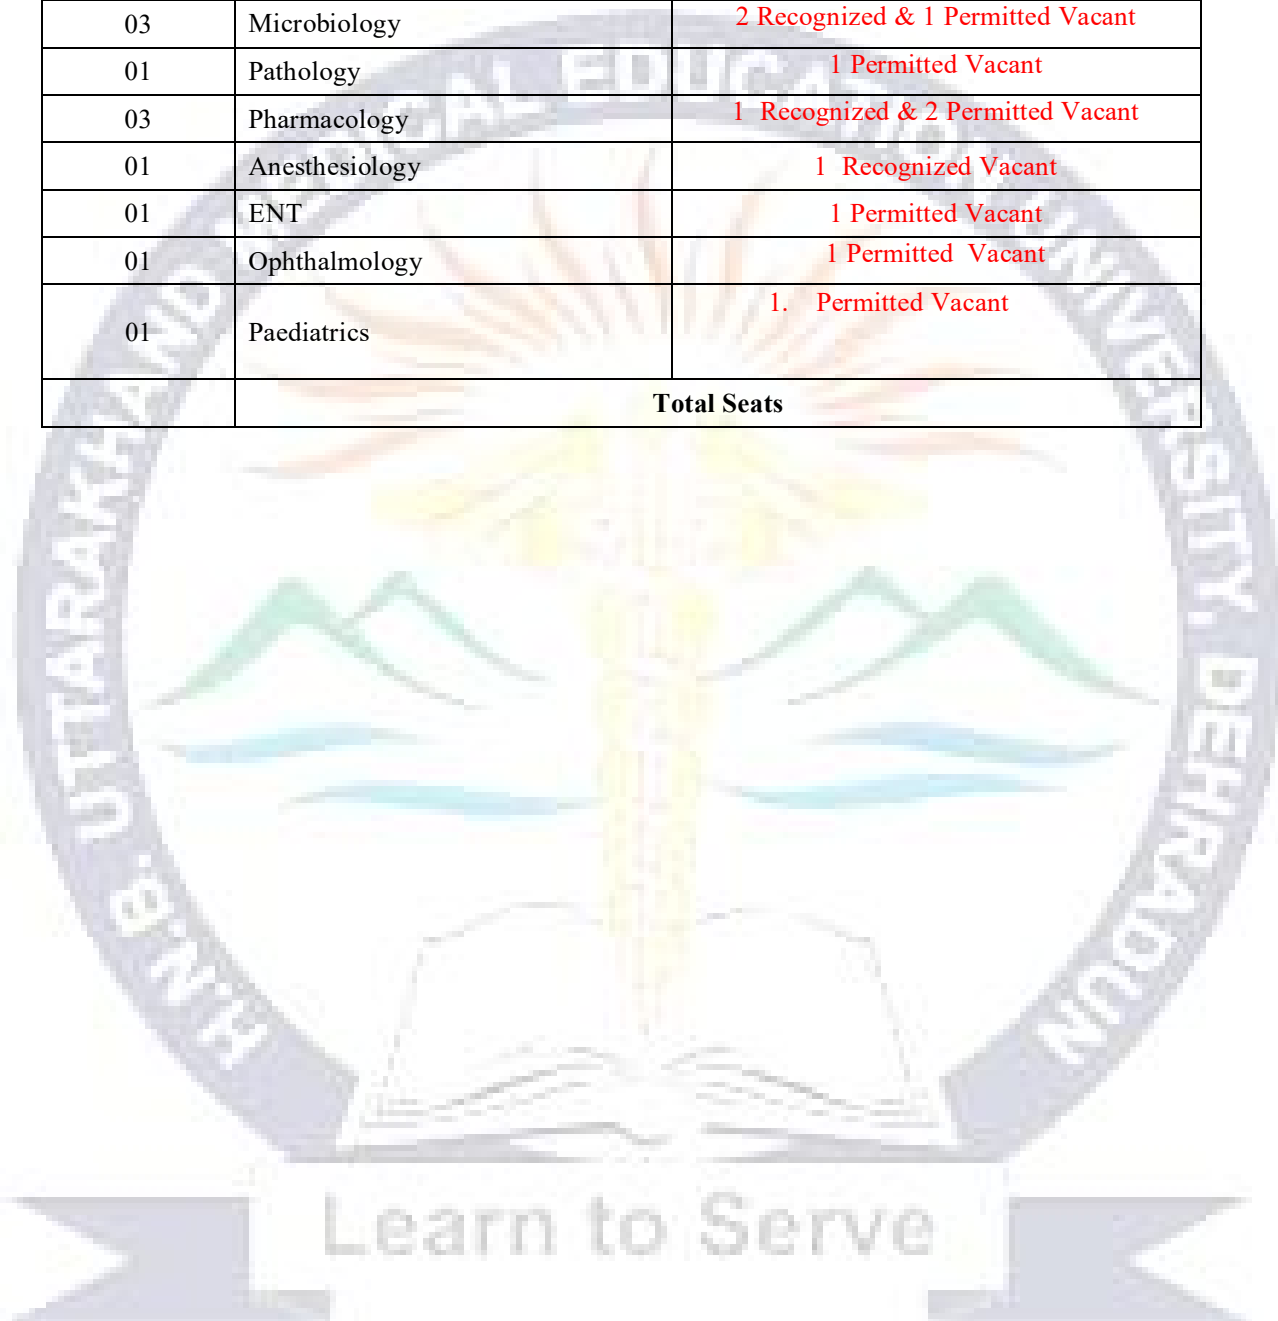 03 Microbiology 2 Recognized & 1 Permitted Vacant
01 Pathology 1 Permitted Vacant
03 Pharmacology 1 Recognized & 2 Permitted Vacant
01 Anesthesiology 1 Recognized Vacant
01 ENT 1 Permitted Vacant
01 Ophthalmology 1 Permitted Vacant
01 Paediatrics 1. Permitted Vacant
Total Seats
H.N.B. UTTARAKHAND MEDICAL EDUCATION UNIVERSITY, DEHRADUN
Learn to Serve